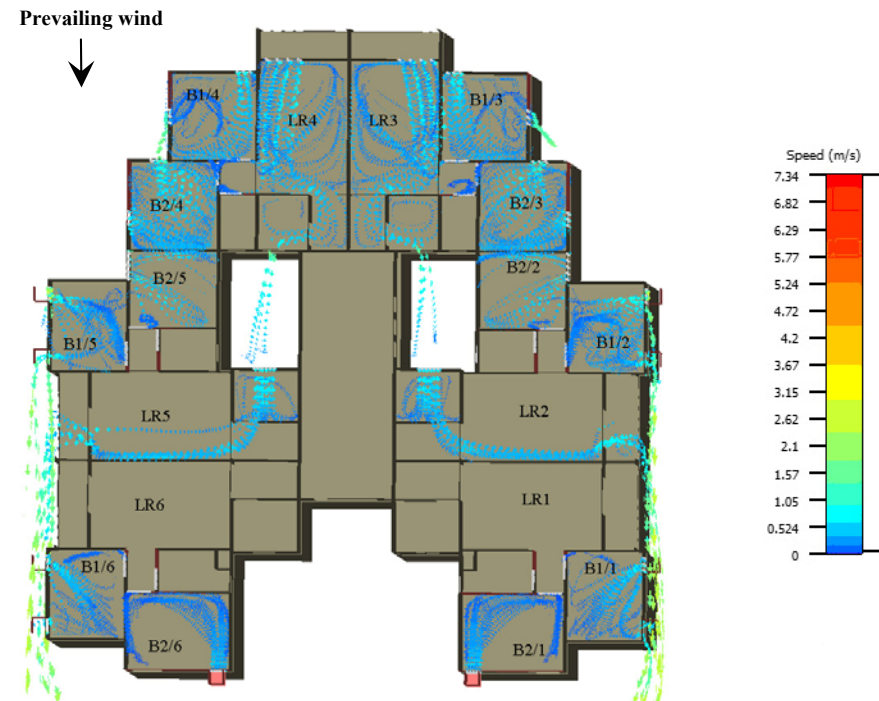 Prevailing wind
B1/4
LR4
LR3
B1/3
B2/4
B2/3
B2/5
B2/2
B1/5
B1/2
LR5
LR2
LR6
LR1
B1/6
B1/1
B2/6
B2/1
Speed (m/s)
7.34
6.82
6.29
5.77
5.24
4.72
4.2
3.67
3.15
2.62
2.1
1.57
1.05
0.524
0